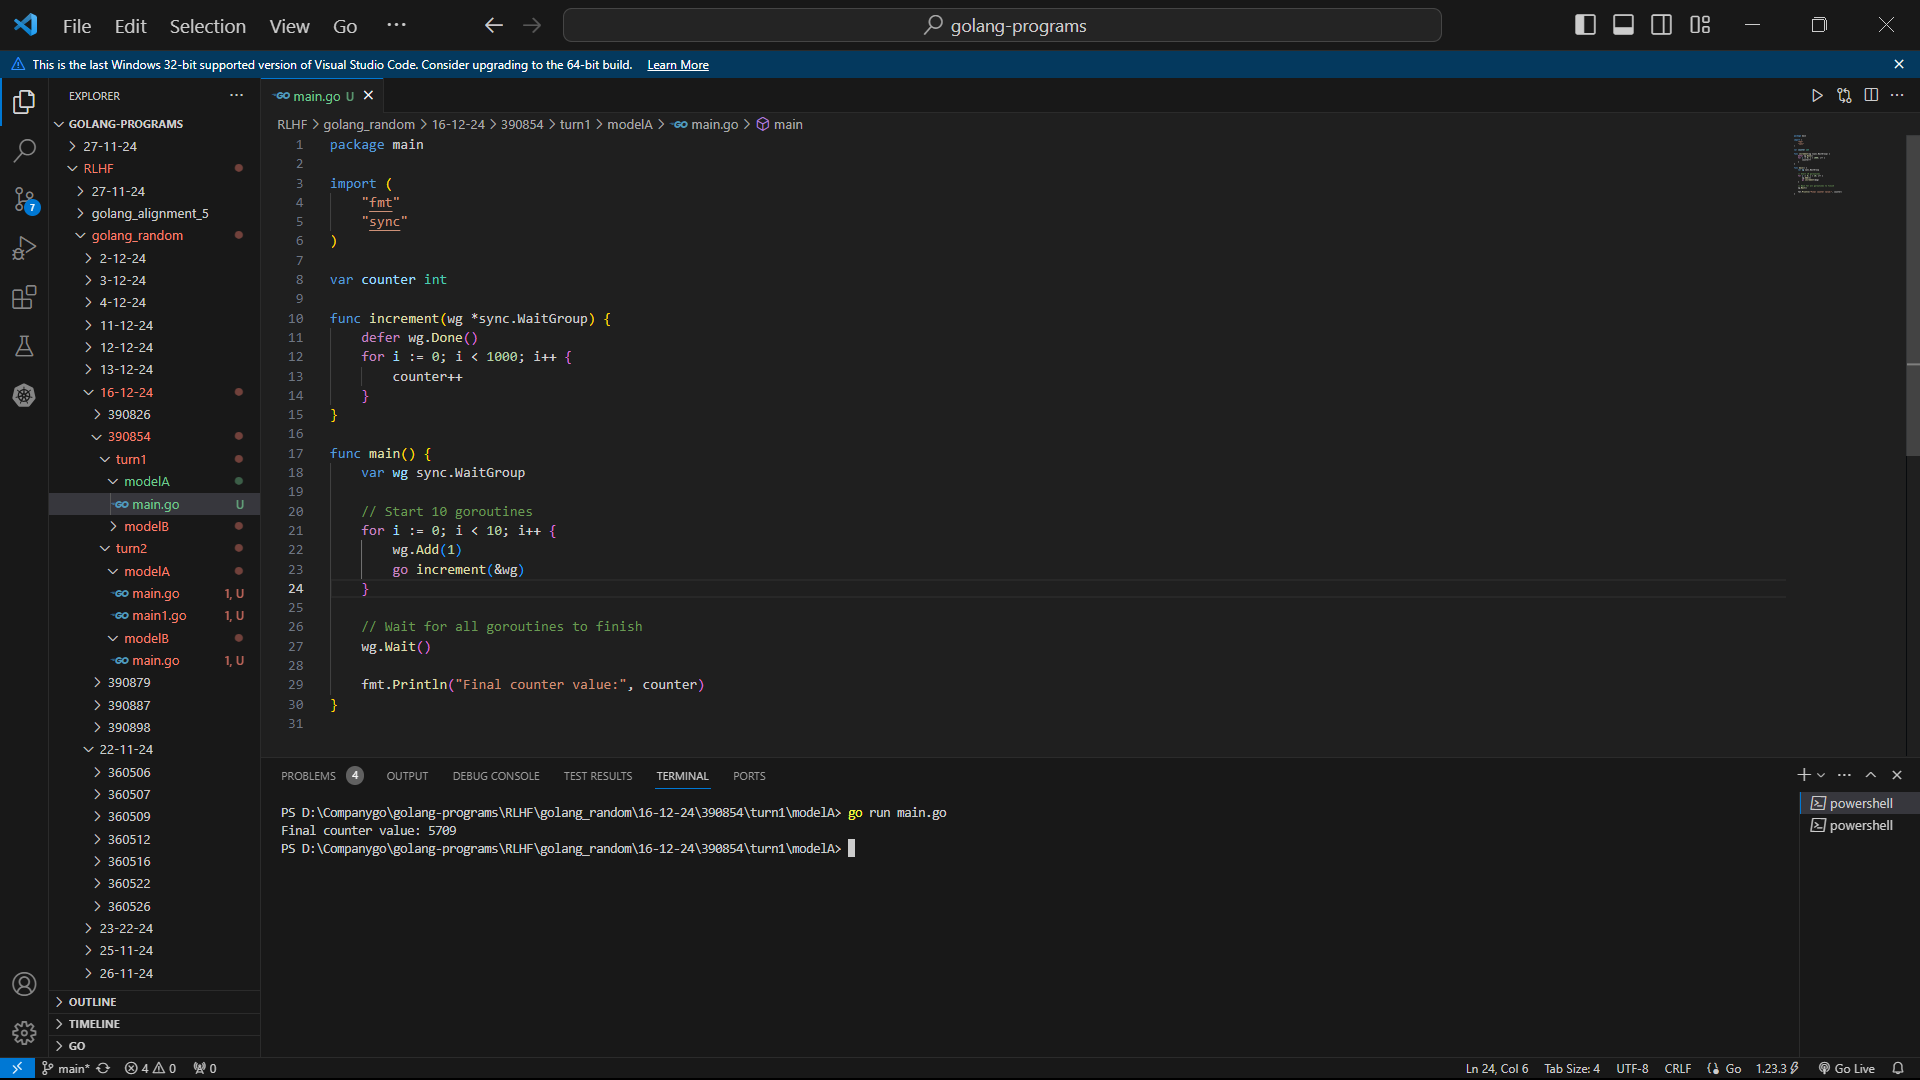 File Edit Selection View Go ···
golang-programs
This is the last Windows 32-bit supported version of Visual Studio Code. Consider upgrading to the 64-bit build. Learn More
EXPLORER
GOLANG-PROGRAMS
27-11-24
RLHF
27-11-24
golang_alignment_5
golang_random
2-12-24
3-12-24
4-12-24
11-12-24
12-12-24
13-12-24
16-12-24
390826
390854
turn1
modelA
main.go U
modelB
turn2
modelA
main.go 1, U
main1.go 1, U
modelB
main.go 1, U
390879
390887
390898
22-11-24
360506
360507
360509
360512
360516
360522
360526
23-22-24
25-11-24
26-11-24
OUTLINE
TIMELINE
GO
7
main.go U
RLHF > golang_random > 16-12-24 > 390854 > turn1 > modelA > main.go > main
1 package main
2
3 import (
4 "fmt"
5 "sync"
6 )
7
8 var counter int
9
10 func increment(wg *sync.WaitGroup) {
11 defer wg.Done()
12 for i := 0; i < 1000; i++ {
13 counter++
14 }
15 }
16
17 func main() {
18 var wg sync.WaitGroup
19
20 // Start 10 goroutines
21 for i := 0; i < 10; i++ {
22 wg.Add(1)
23 go increment(&wg)
24 }
25
26 // Wait for all goroutines to finish
27 wg.Wait()
28
29 fmt.Println("Final counter value:", counter)
30 }
31
PROBLEMS 4 OUTPUT DEBUG CONSOLE TEST RESULTS TERMINAL PORTS
PS D:\Companygo\golang-programs\RLHF\golang_random\16-12-24\390854\turn1\modelA> go run main.go
Final counter value: 5709
PS D:\Companygo\golang-programs\RLHF\golang_random\16-12-24\390854\turn1\modelA>
powershell
powershell
main* 4 0 0
Ln 24, Col 6 Tab Size: 4 UTF-8 CRLF Go 1.23.3 Go Live